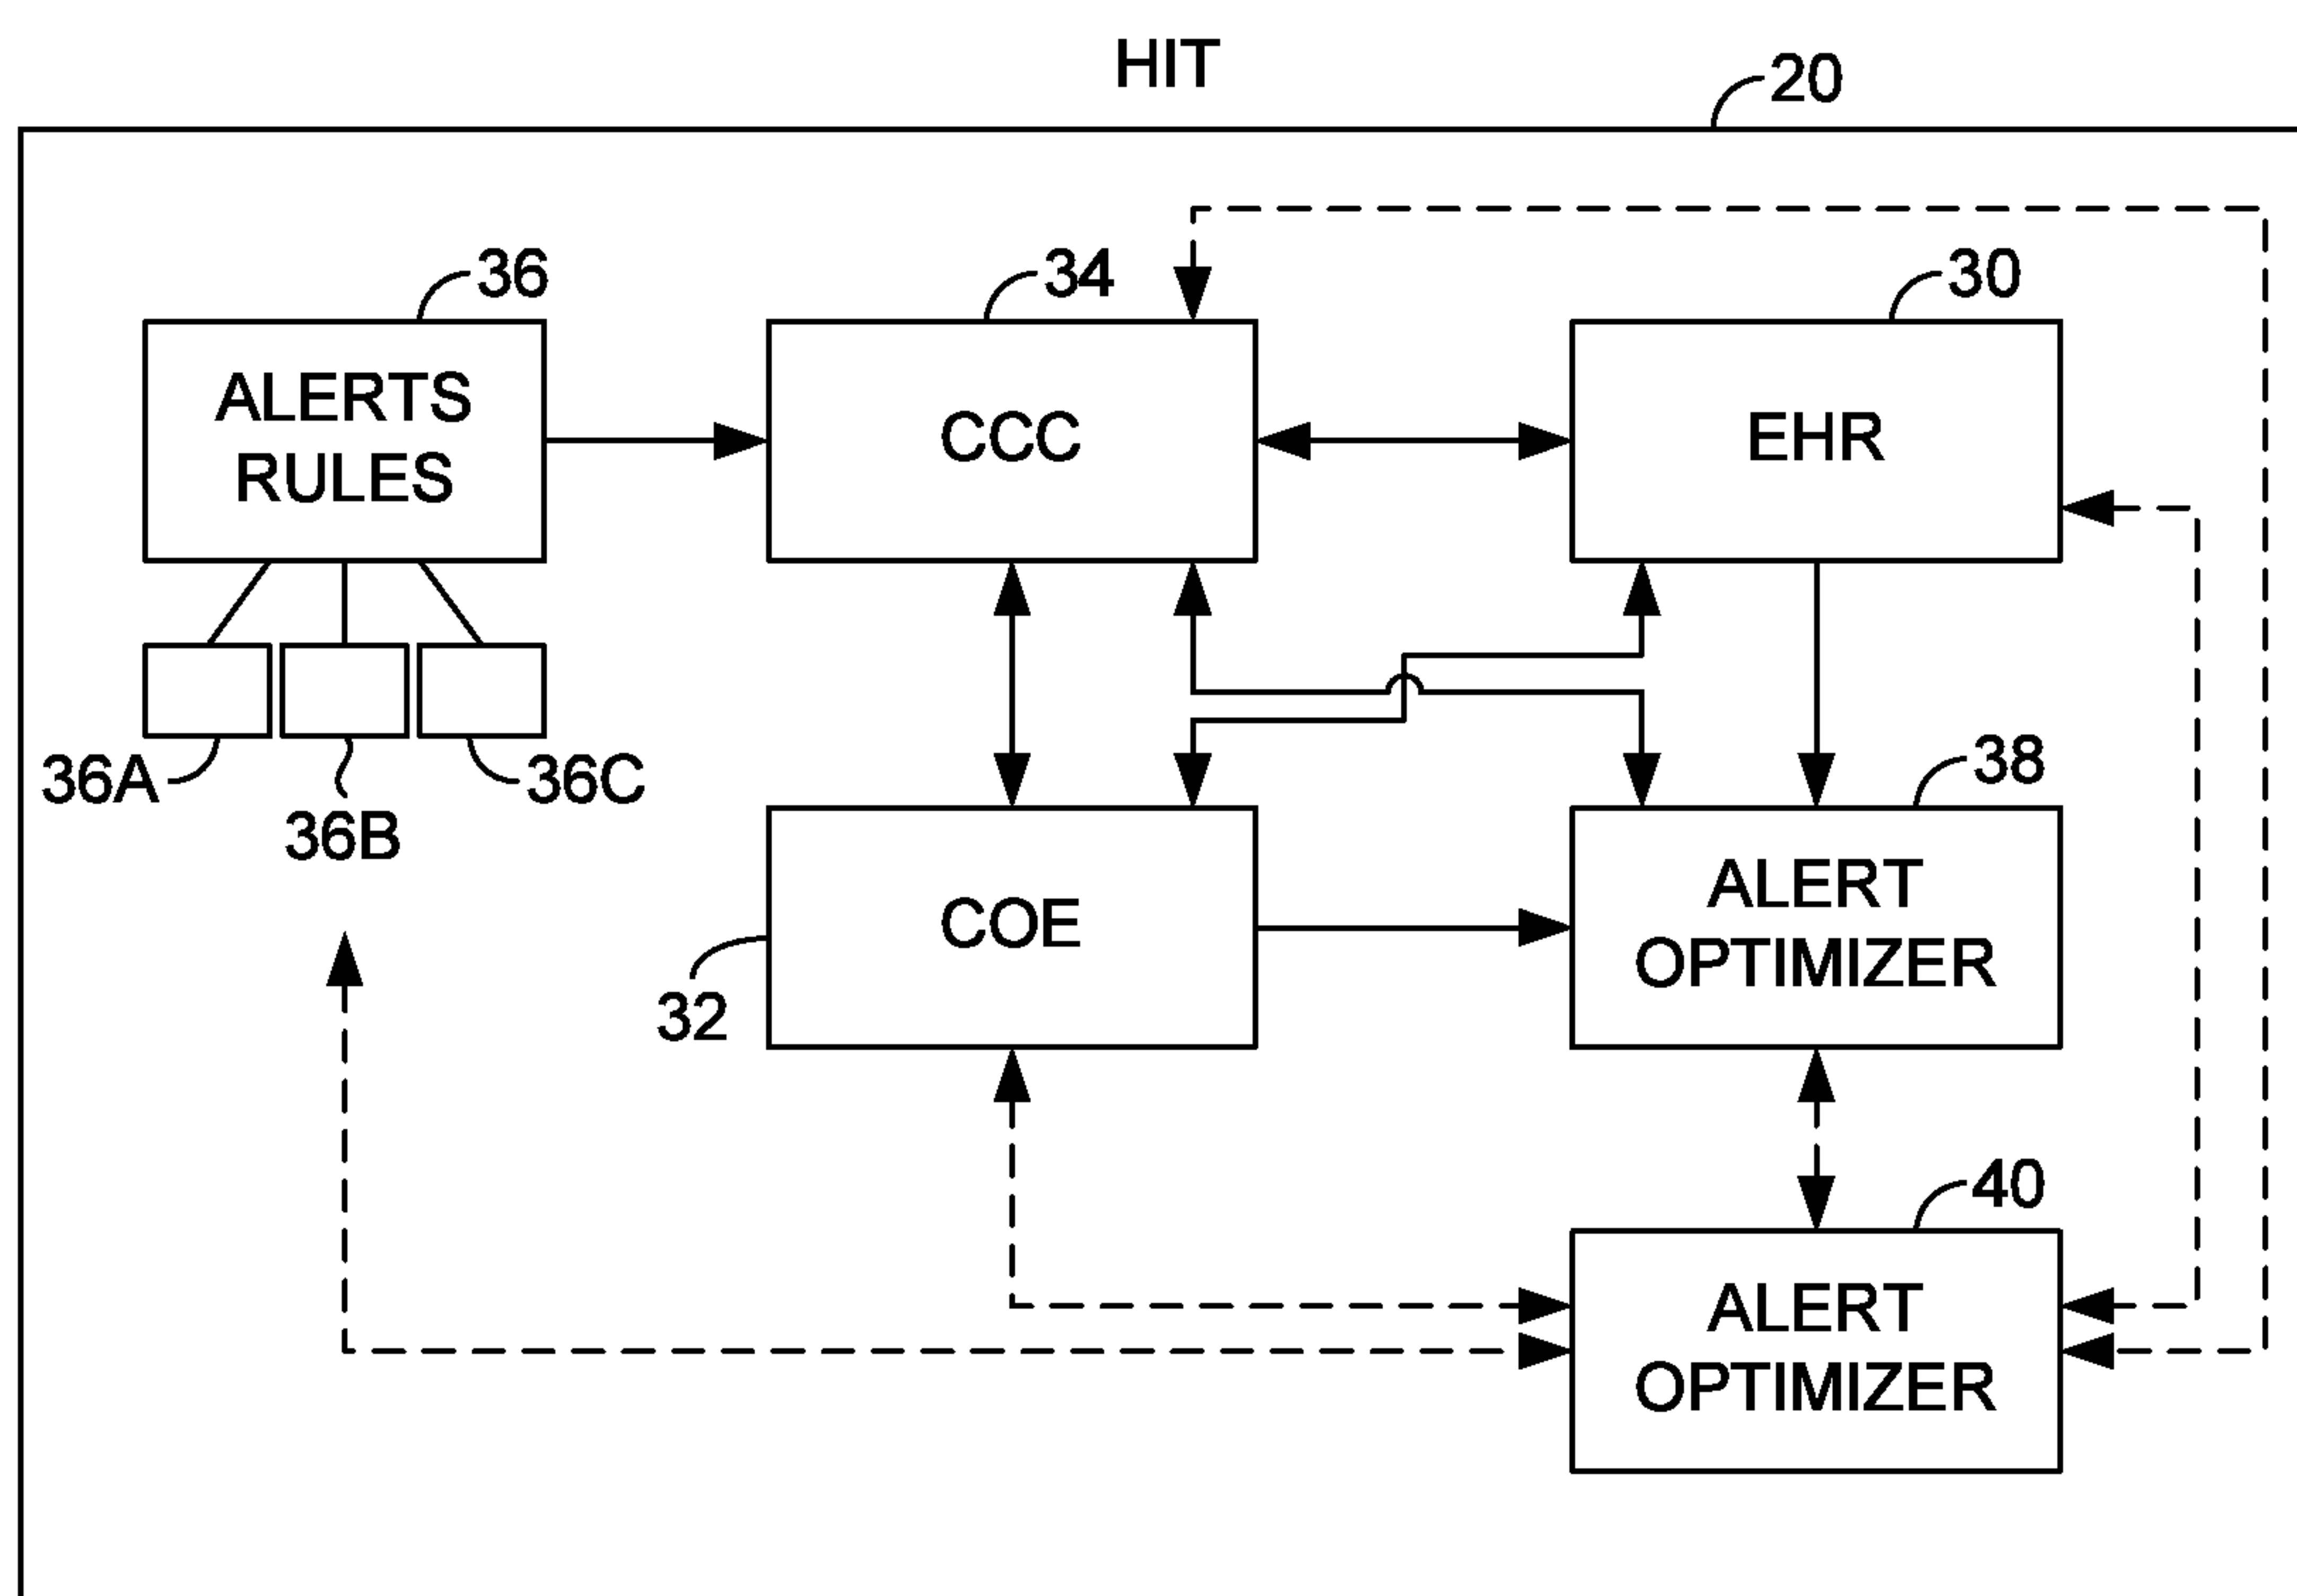 HIT
20
36
34
30
ALERTS
RULES
CCC
EHR
36A
36B
36C
38
COE
ALERT
OPTIMIZER
32
40
ALERT
OPTIMIZER